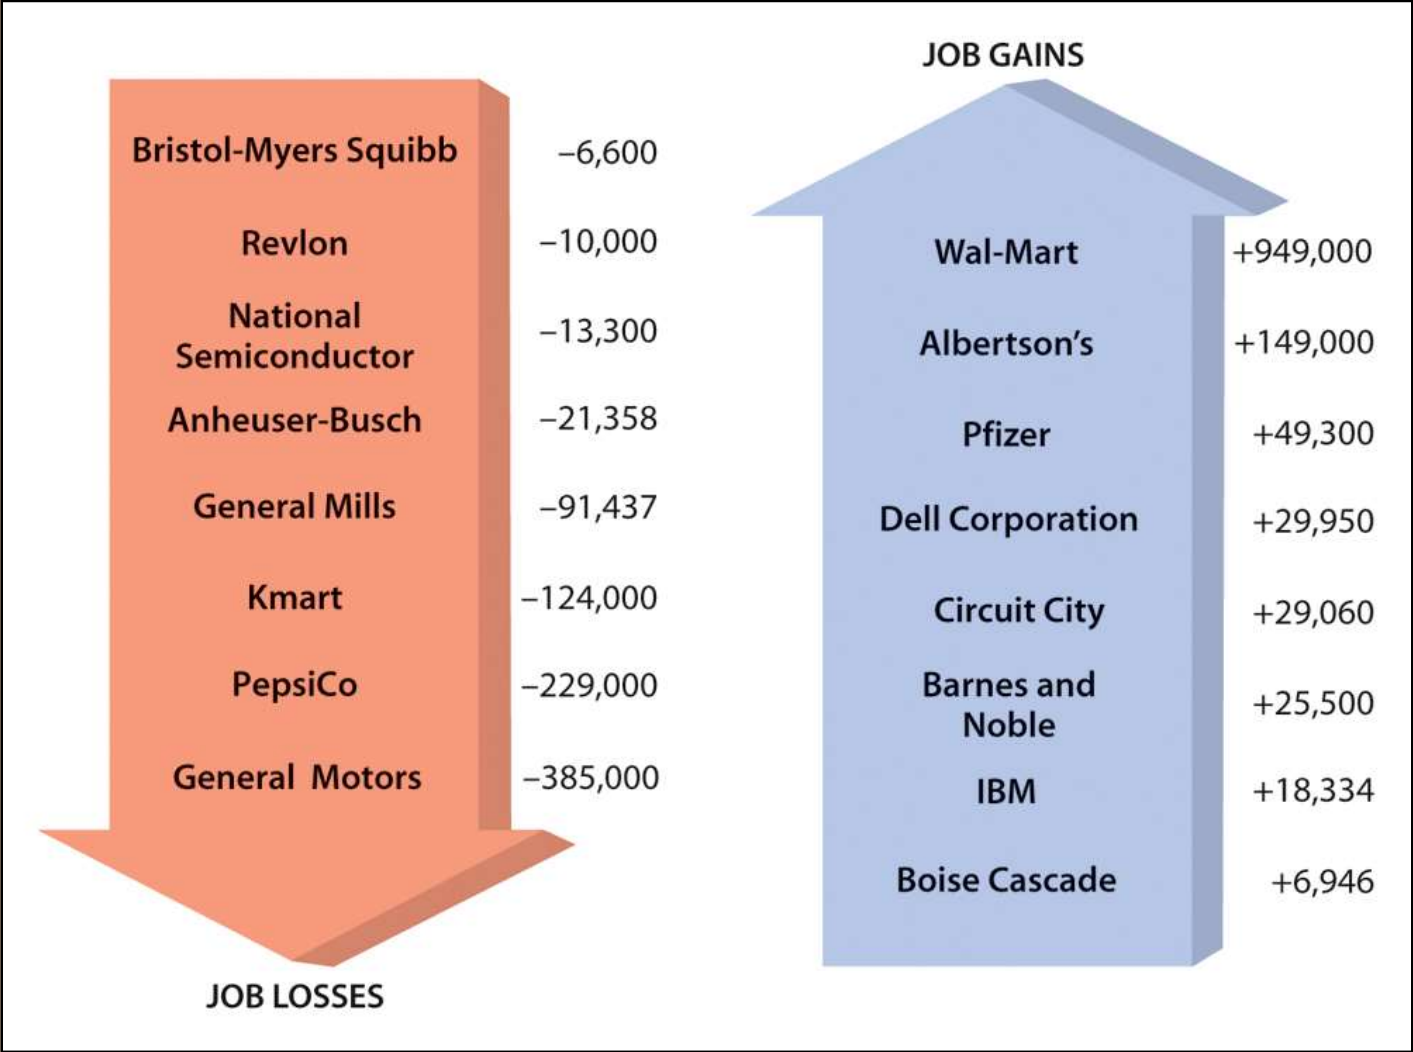 Bristol-Myers Squibb –6,600
Revlon –10,000
National
Semiconductor –13,300
Anheuser-Busch –21,358
General Mills –91,437
Kmart –124,000
PepsiCo –229,000
General Motors –385,000
JOB LOSSES
JOB GAINS
Wal-Mart +949,000
Albertson’s +149,000
Pfizer +49,300
Dell Corporation +29,950
Circuit City +29,060
Barnes and
Noble +25,500
IBM +18,334
Boise Cascade +6,946